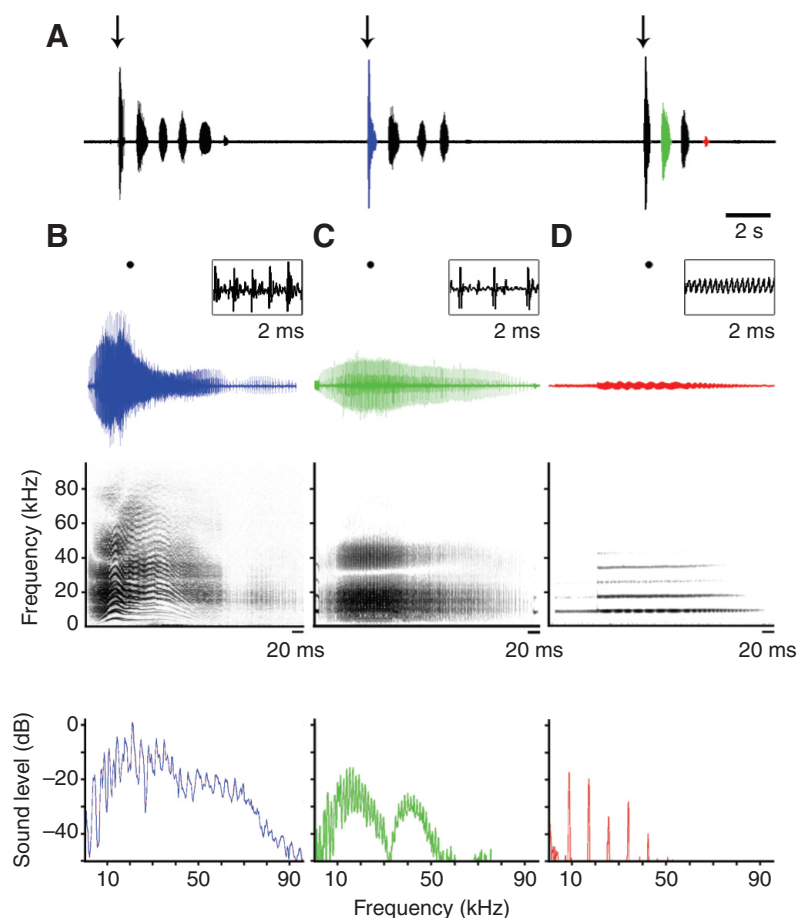 A
2 s
B C D
2 ms 2 ms 2 ms
Frequency (kHz)
80
60
40
20
0
20 ms 20 ms 20 ms
Sound level (dB)
0
–20
–40
10 50 90 10 50 90 10 50 90
Frequency (kHz)